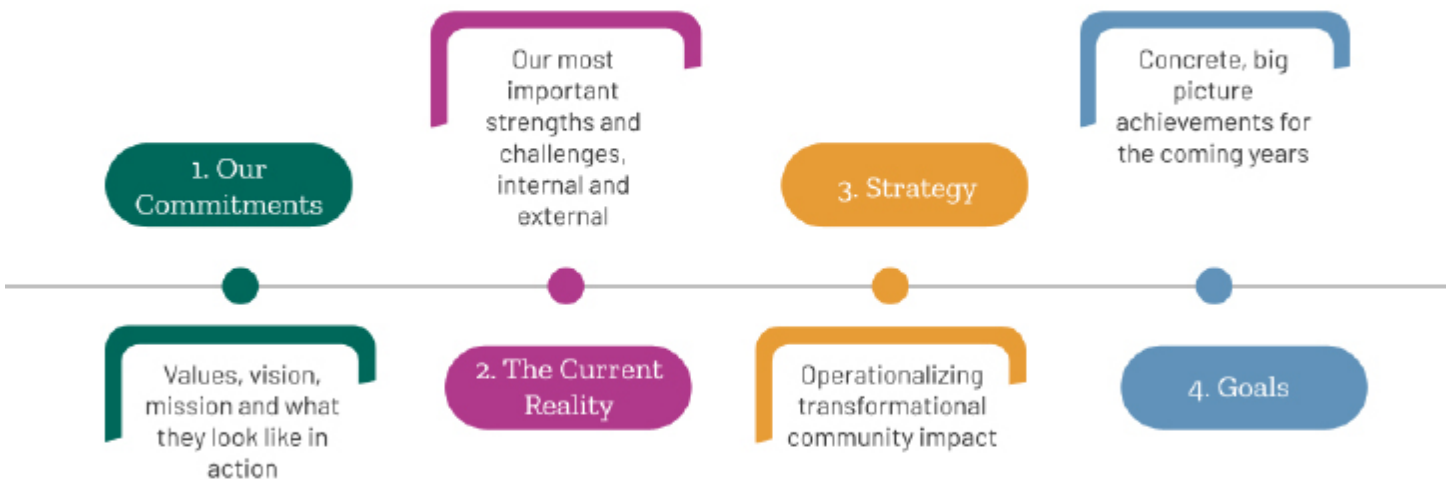 1. Our
Commitments
Values, vision,
mission and what
they look like in
action
Our most
important
strengths and
challenges,
internal and
external
2. The Current
Reality
3. Strategy
Operationalizing
transformational
community impact
Concrete, big
picture
achievements for
the coming years
4. Goals